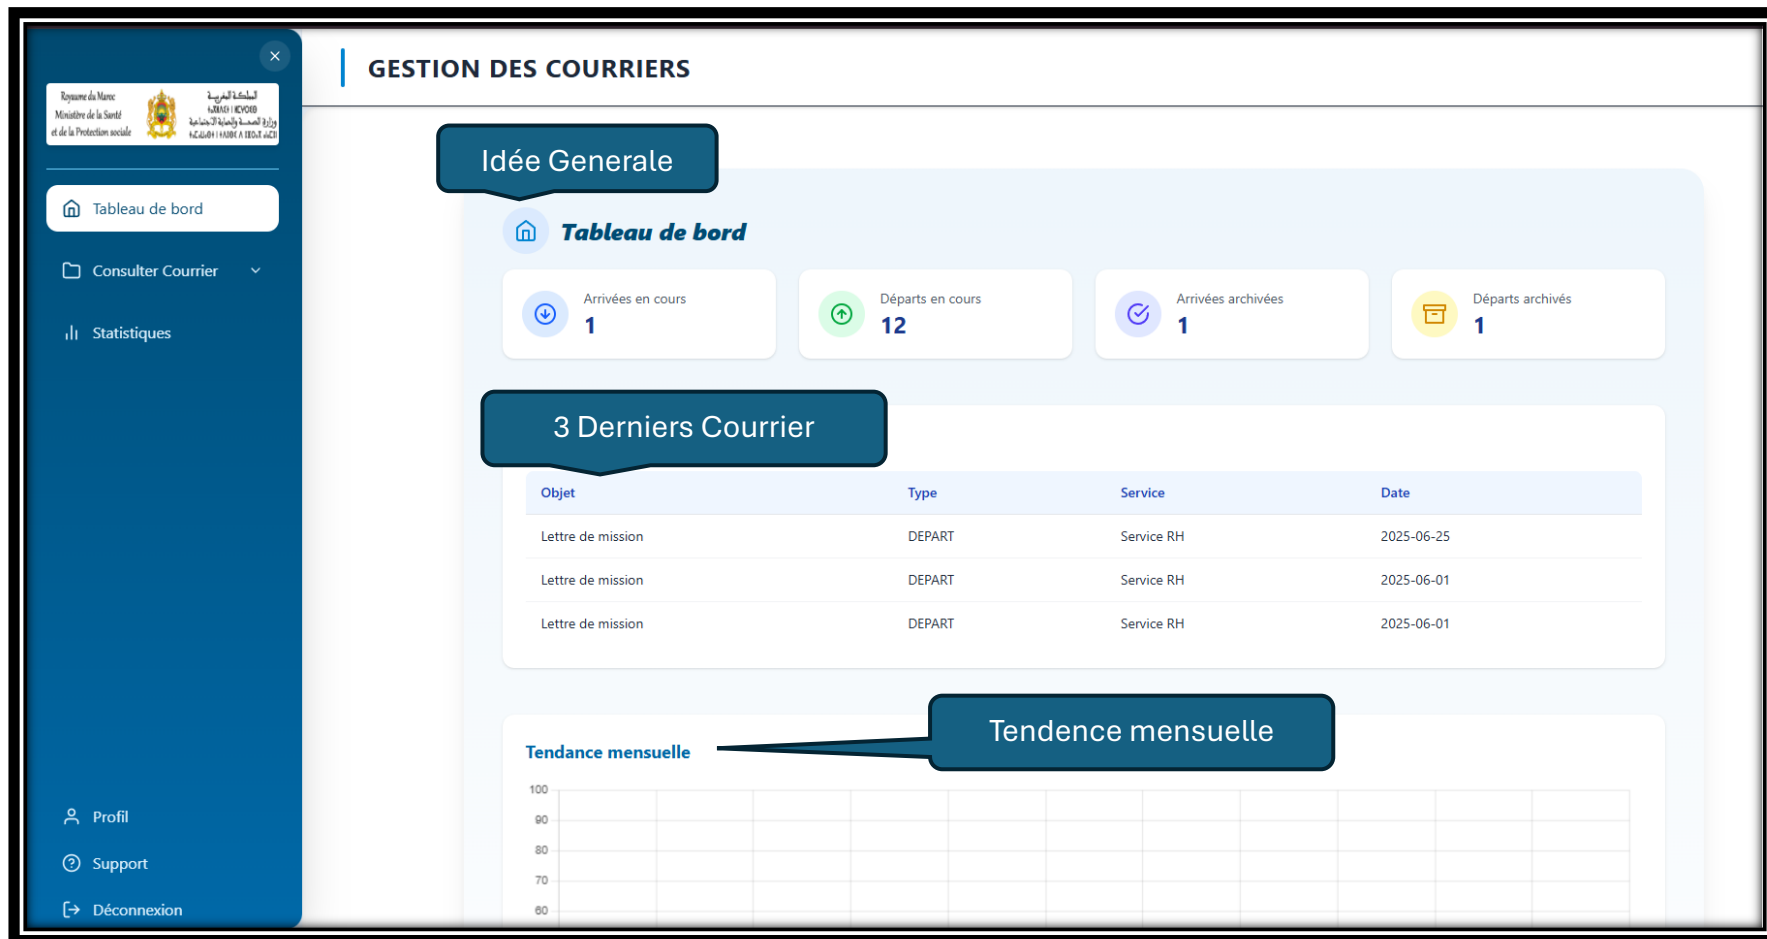 GESTION DES COURRIERS
Royaume du Maroc
Ministère de la Santé
et de la Protection sociale
المملكة المغربية
وزارة الصحة والحماية الاجتماعية
Tableau de bord
Consulter Courrier
Statistiques
Profil
Support
Déconnexion
Idée Generale
Tableau de bord
Arrivées en cours
1
Départs en cours
12
Arrivées archivées
1
Départs archivés
1
3 Derniers Courrier
Objet Type Service Date
Lettre de mission DEPART Service RH 2025-06-25
Lettre de mission DEPART Service RH 2025-06-01
Lettre de mission DEPART Service RH 2025-06-01
Tendence mensuelle
Tendance mensuelle
100
90
80
70
60